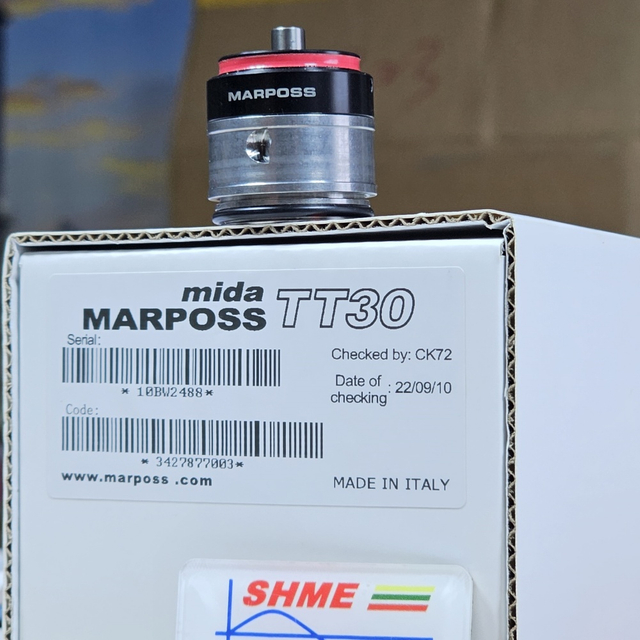 MARPOSS
mida
MARPOSS TT30
Serial:
* 10BW2488 *
Checked by: CK72
Date of checking : 22/09/10
Code:
* 3427877003 *
www.marposs .com
MADE IN ITALY
SHME